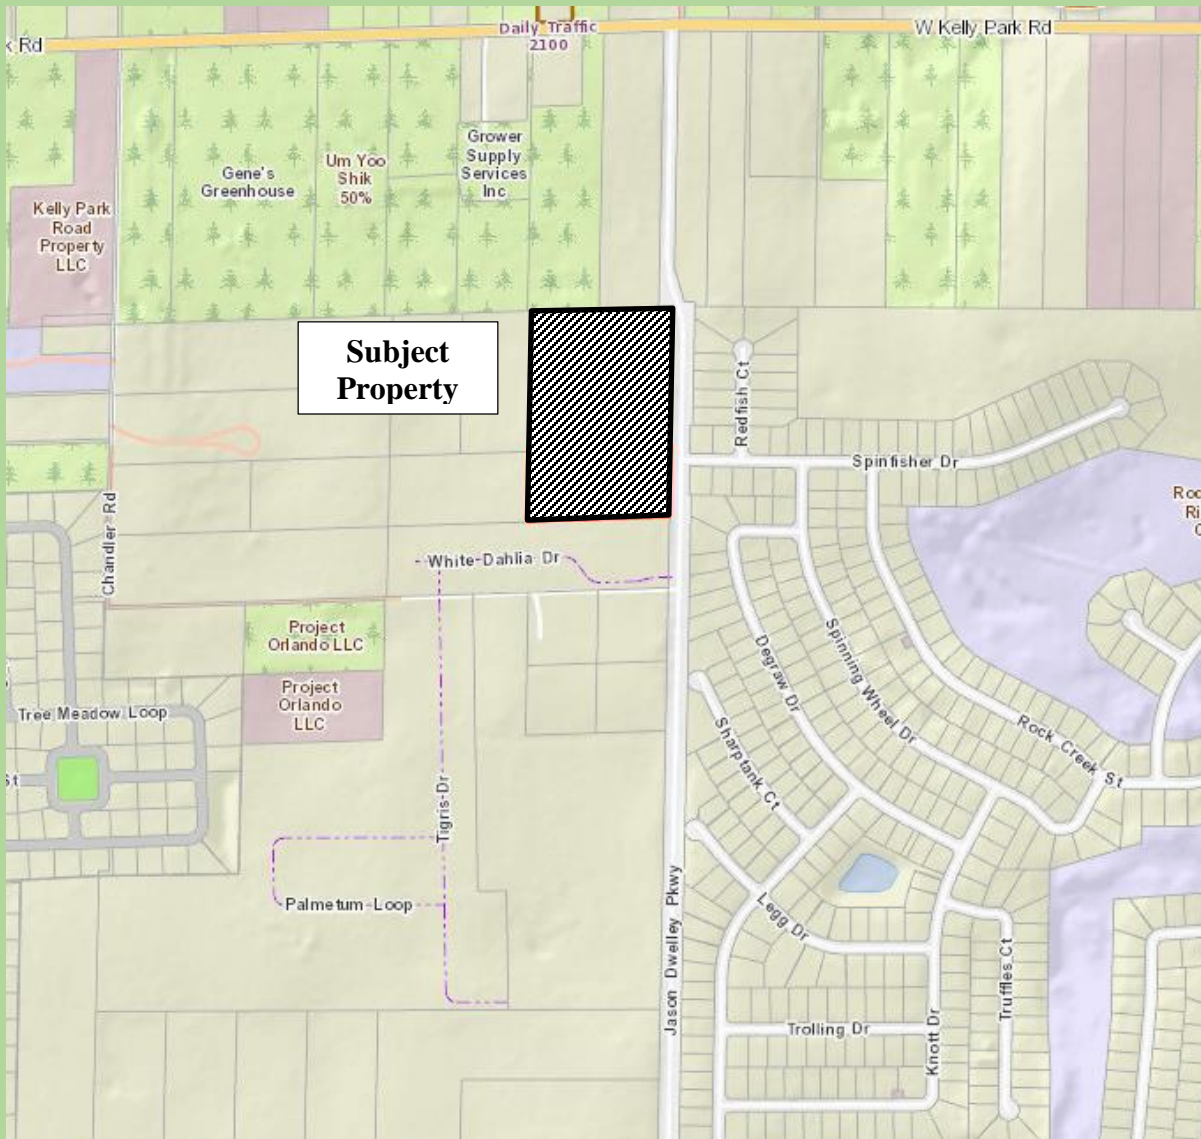 Daily Traffic
2100
W Kelly Park Rd
k Rd
Grower
Supply
Services
Inc
Um Yoo
Shik
50%
Gene's
Greenhouse
Kelly Park
Road
Property
LLC
Subject
Property
Redfish Ct
Spinfisher Dr
Chandler Rd
White Dahlia Dr
Project
Orlando LLC
Project
Orlando
LLC
Degraw Dr
Spinning Wheel Dr
Rock Creek St
Sharptank Ct
Tree Meadow Loop
St
Tigris Dr
Palmetum Loop
Jason Dwelley Pkwy
Legg Dr
Truffles Ct
Trolling Dr
Knott Dr